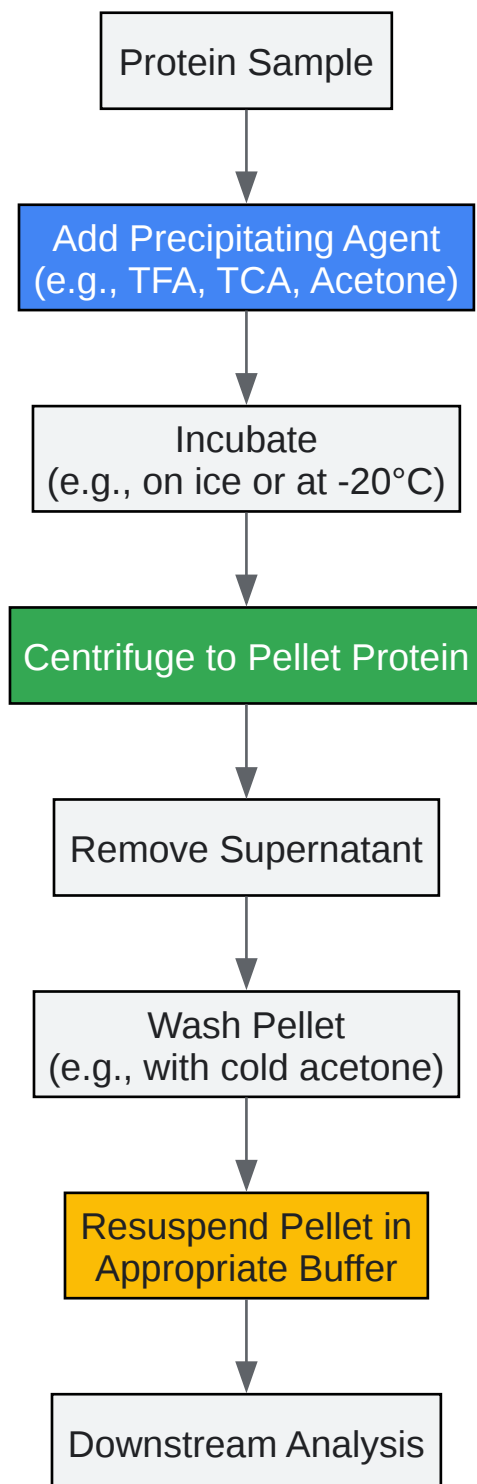 Protein Sample
Add Precipitating Agent
(e.g., TFA, TCA, Acetone)
Incubate
(e.g., on ice or at -20°C)
Centrifuge to Pellet Protein
Remove Supernatant
Wash Pellet
(e.g., with cold acetone)
Resuspend Pellet in
Appropriate Buffer
Downstream Analysis